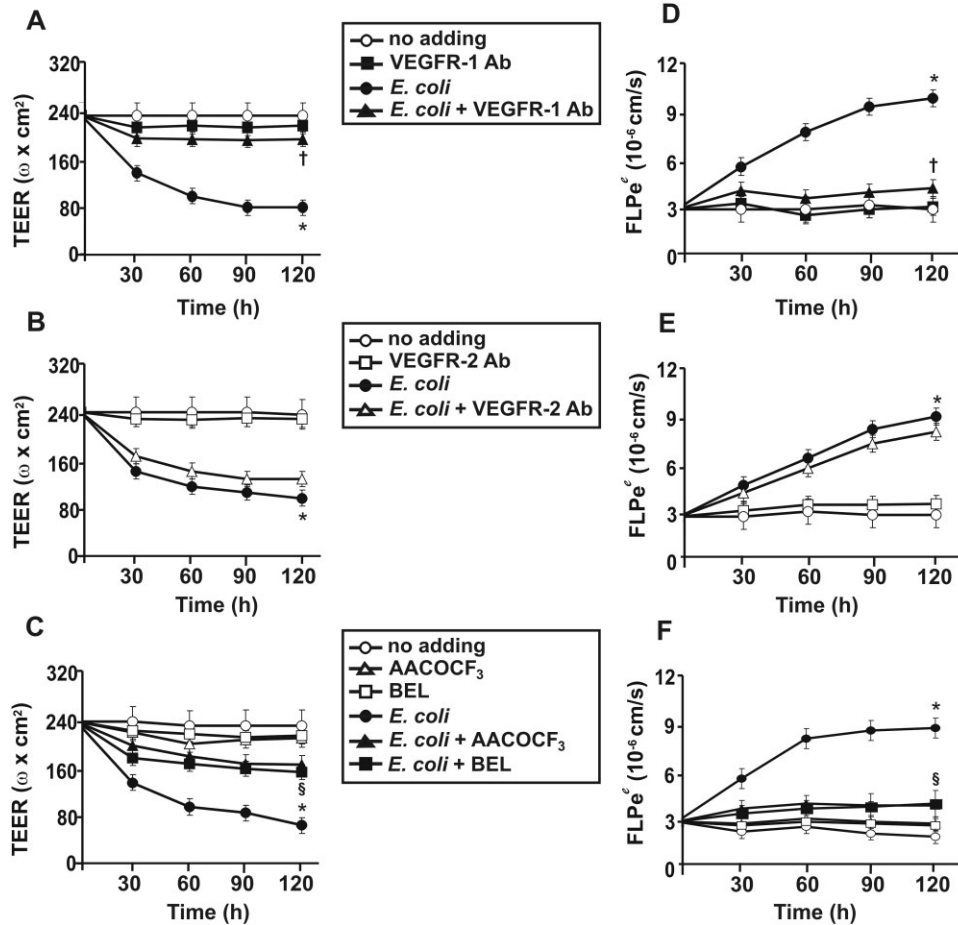 A
320
240
160
80
0
TEER (ω x cm²)
30 60 90 120
Time (h)
no adding
VEGFR-1 Ab
E. coli
E. coli + VEGFR-1 Ab
†
*
D
12
9
6
3
0
FLPeᵉ (10⁻⁶ cm/s)
30 60 90 120
Time (h)
*
†
B
320
240
160
80
0
TEER (ω x cm²)
30 60 90 120
Time (h)
no adding
VEGFR-2 Ab
E. coli
E. coli + VEGFR-2 Ab
*
E
12
9
6
3
0
FLPeᵉ (10⁻⁶ cm/s)
30 60 90 120
Time (h)
*
C
320
240
160
80
0
TEER (ω x cm²)
30 60 90 120
Time (h)
no adding
AACOCF₃
BEL
E. coli
E. coli + AACOCF₃
E. coli + BEL
§
*
F
12
9
6
3
0
FLPeᵉ (10⁻⁶ cm/s)
30 60 90 120
Time (h)
*
§